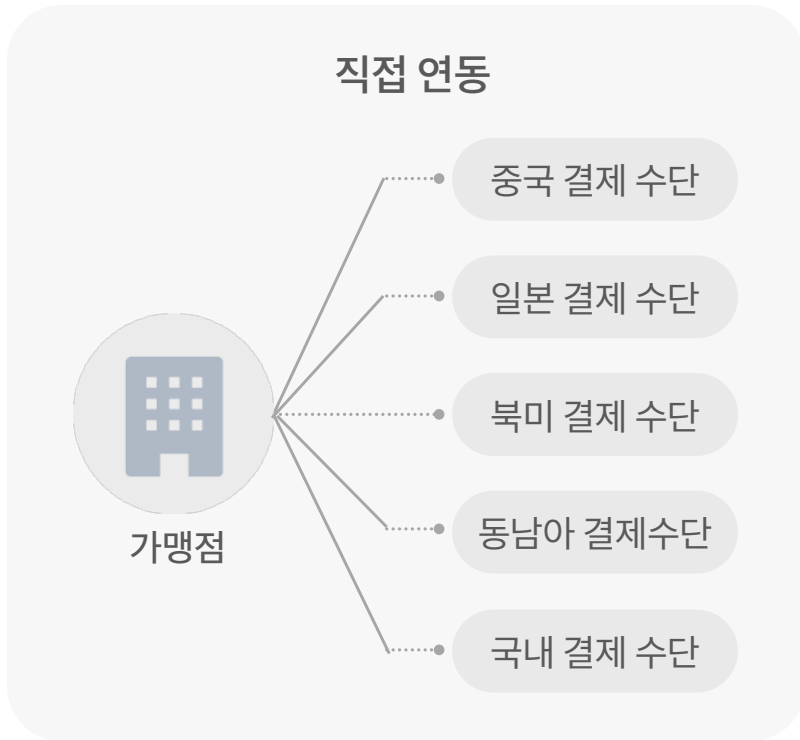 직접 연동
중국 결제 수단
일본 결제 수단
북미 결제 수단
동남아 결제수단
국내 결제 수단
가맹점